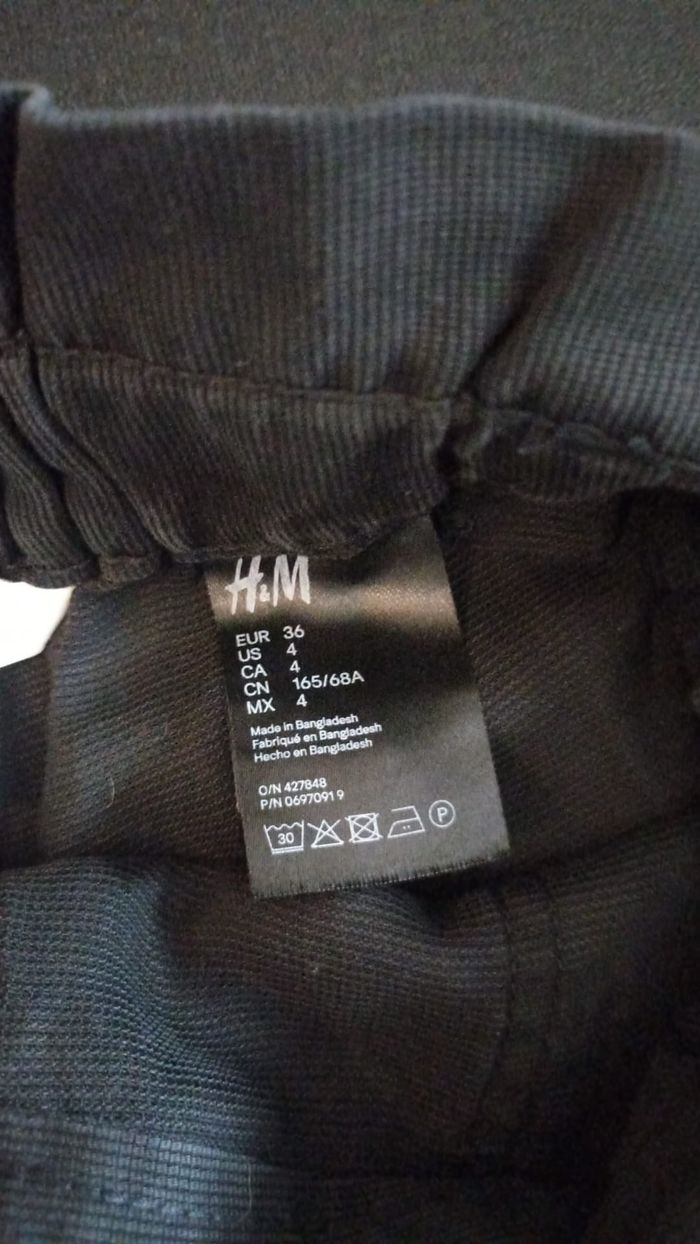 H&M
EUR 36
US 4
CA 4
CN 165/68A
MX 4
Made in Bangladesh
Fabriqué en Bangladesh
Hecho en Bangladesh
O/N 427848
P/N 0697091 9
30 P